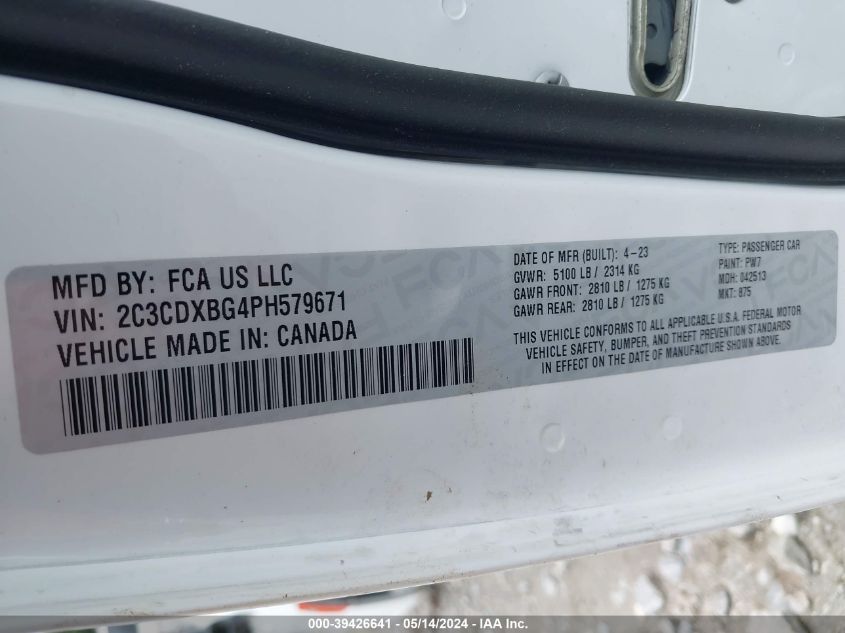 MFD BY: FCA US LLC
VIN: 2C3CDXBG4PH579671
VEHICLE MADE IN: CANADA
DATE OF MFR (BUILT): 4-23
GVWR: 5100 LB / 2314 KG
GAWR FRONT: 2810 LB / 1275 KG
GAWR REAR: 2810 LB / 1275 KG
TYPE: PASSENGER CAR
PAINT: PW7
MDH: 042513
MKT: 875
THIS VEHICLE CONFORMS TO ALL APPLICABLE U.S.A. FEDERAL MOTOR
VEHICLE SAFETY, BUMPER, AND THEFT PREVENTION STANDARDS
IN EFFECT ON THE DATE OF MANUFACTURE SHOWN ABOVE.
000-39426641 - 05/14/2024 - IAA Inc.